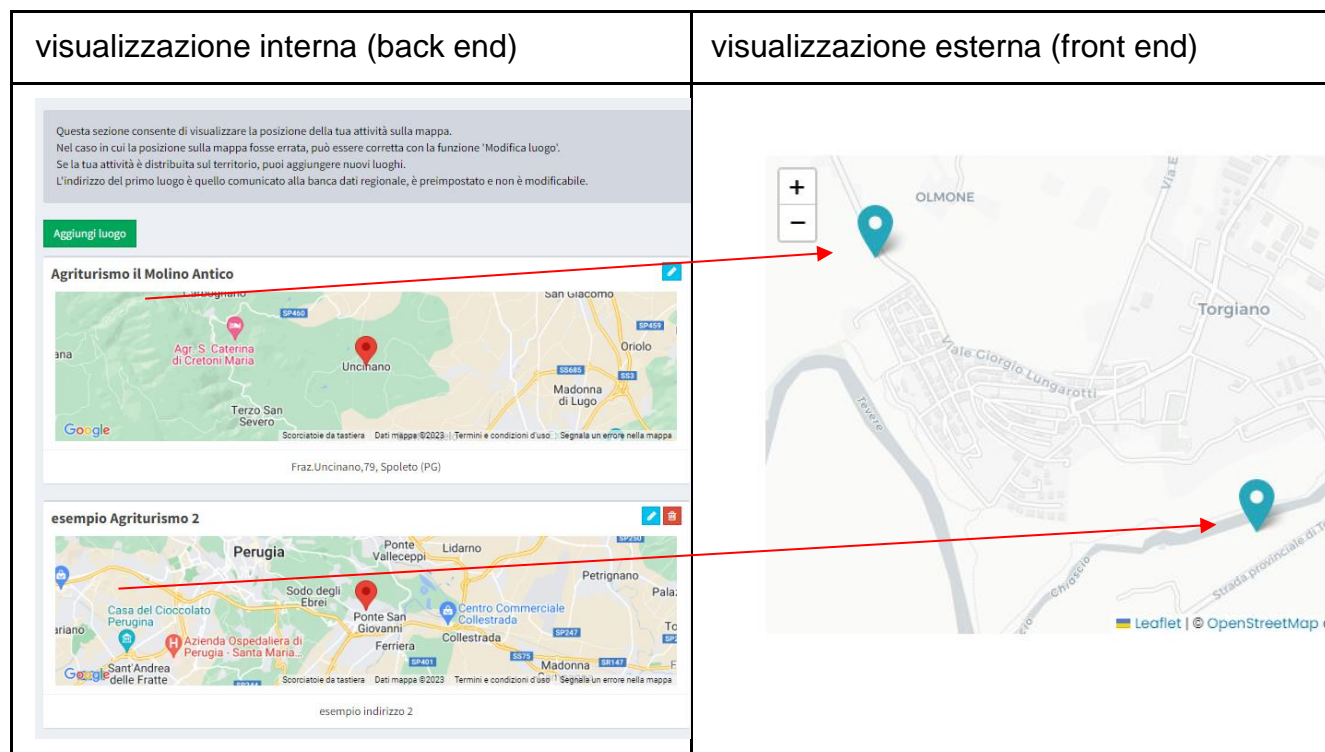 visualizzazione interna (back end)
visualizzazione esterna (front end)
Questa sezione consente di visualizzare la posizione della tua attività sulla mappa.
Nel caso in cui la posizione sulla mappa fosse errata, può essere corretta con la funzione 'Modifica luogo'.
Se la tua attività è distribuita sul territorio, puoi aggiungere nuovi luoghi.
L'indirizzo del primo luogo è quello comunicato alla banca dati regionale, è preimpostato e non è modificabile.
Aggiungi luogo
Agriturismo il Molino Antico
San Giacomo
SP460
SP459
Agr. S. Caterina
di Cretoni Maria
Uncinano
Oriolo
ana
SS685
SS3
Madonna
di Lugo
Terzo San
Severo
Google
Scorciatoie da tastiera
Dati mappa ©2023
Termini e condizioni d'uso
Segnala un errore nella mappa
Fraz.Uncinano,79, Spoleto (PG)
esempio Agriturismo 2
Perugia
Ponte
Valleceppi
Lidarno
Petrignano
Sodo degli
Ebrei
Pala
Casa del Cioccolato
Perugina
Ponte San
Giovanni
Centro Commerciale
Collestrada
ariano
Azienda Ospedaliera di
Perugia - Santa Maria...
Ferriera
Collestrada
SP247
To
SP401
SS75
Madonna
SR147
Sant'Andrea
delle Fratte
Google
Scorciatoie da tastiera
Dati mappa ©2023
Termini e condizioni d'uso
Segnala un errore nella mappa
esempio indirizzo 2
+
−
OLMONE
Via E
Torgiano
Viale Giorgio Lungarotti
Tevere
Chiascio
Strada provinciale di To
Leaflet | © OpenStreetMap